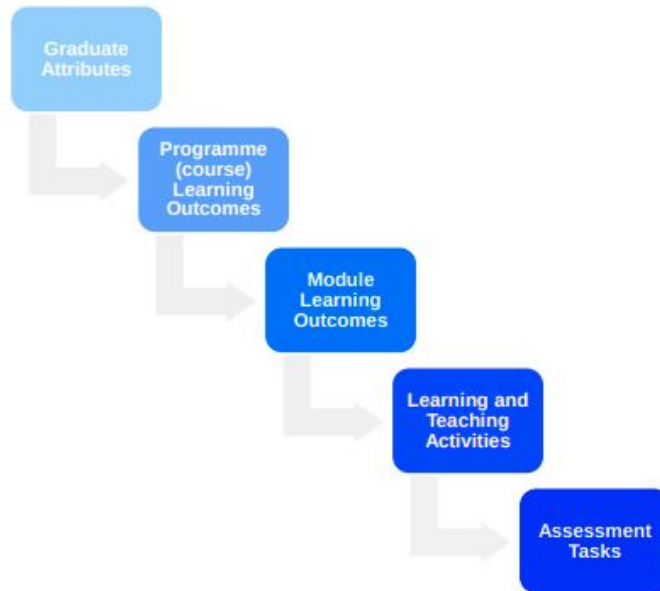 Graduate
Attributes
Programme
(course)
Learning
Outcomes
Module
Learning
Outcomes
Learning and
Teaching
Activities
Assessment
Tasks